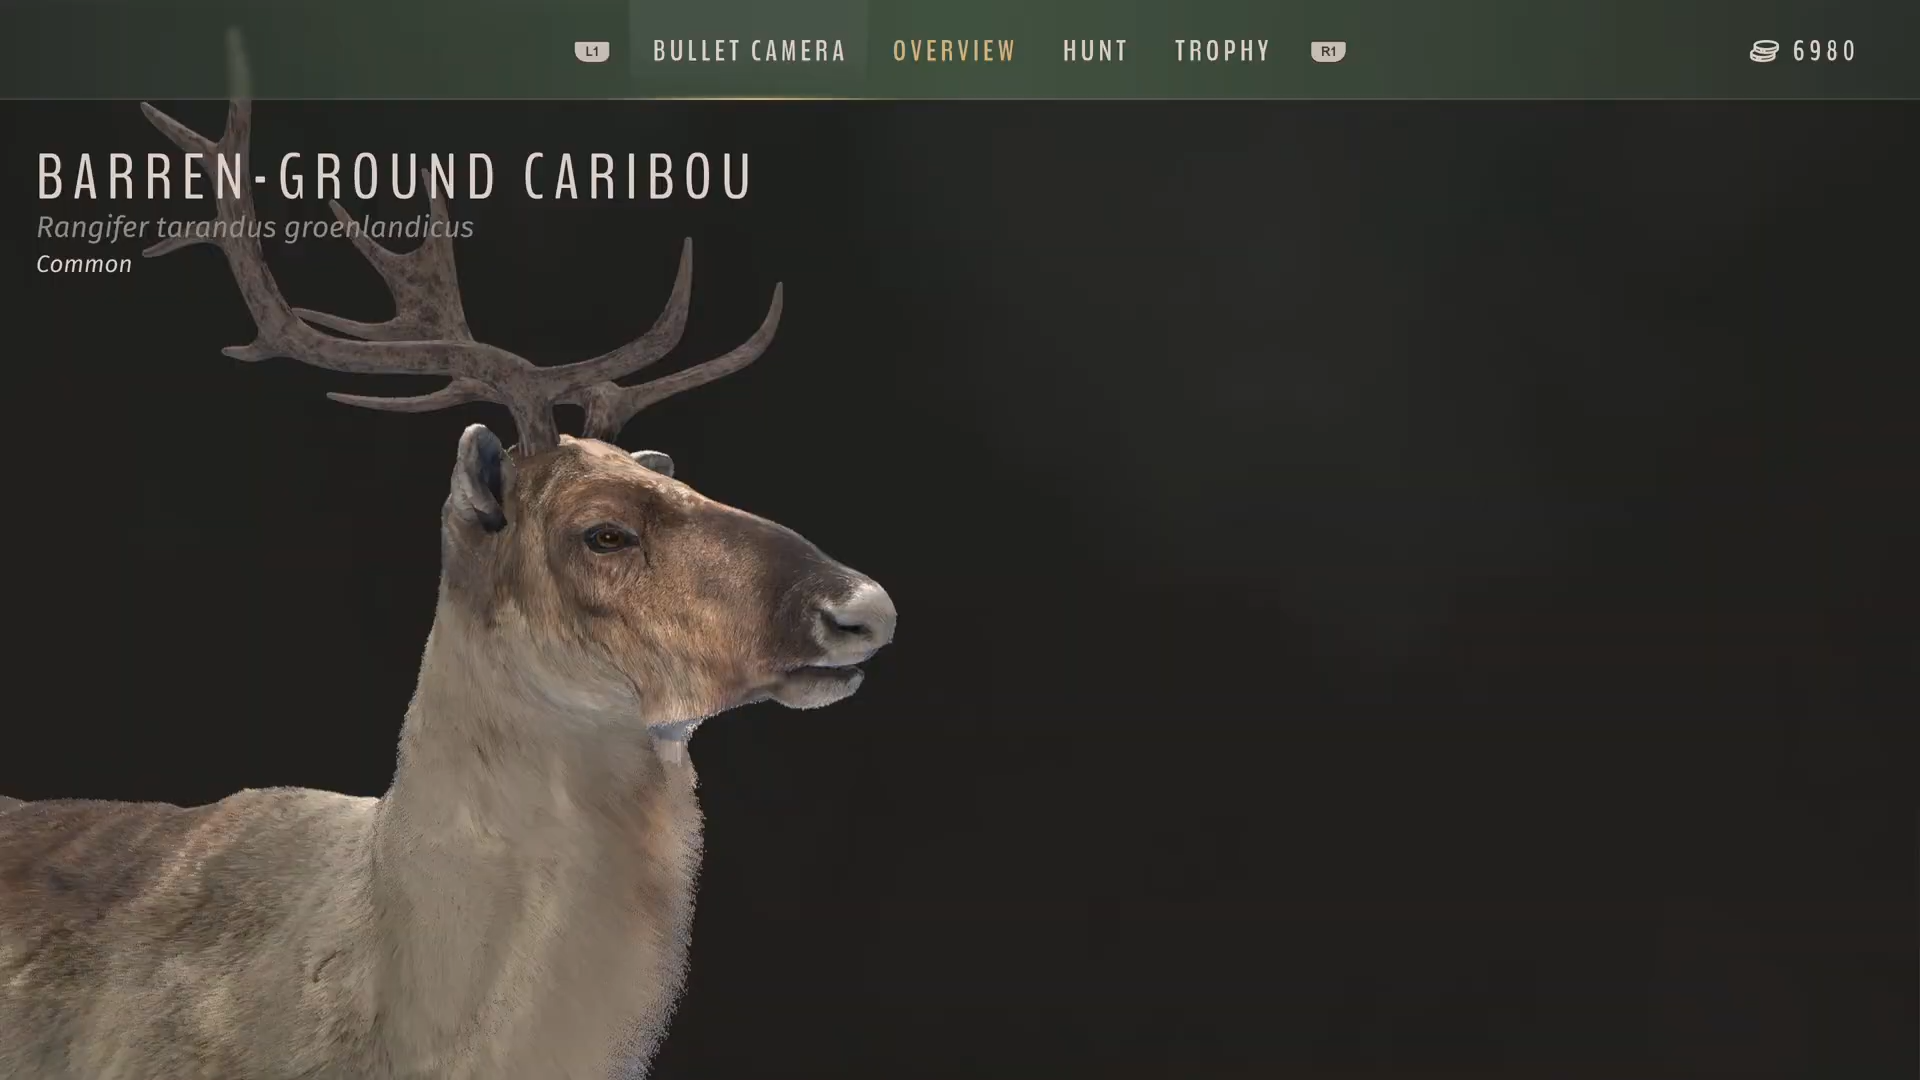 L1 BULLET CAMERA OVERVIEW HUNT TROPHY R1 6980
BARREN-GROUND CARIBOU
Rangifer tarandus groenlandicus
Common